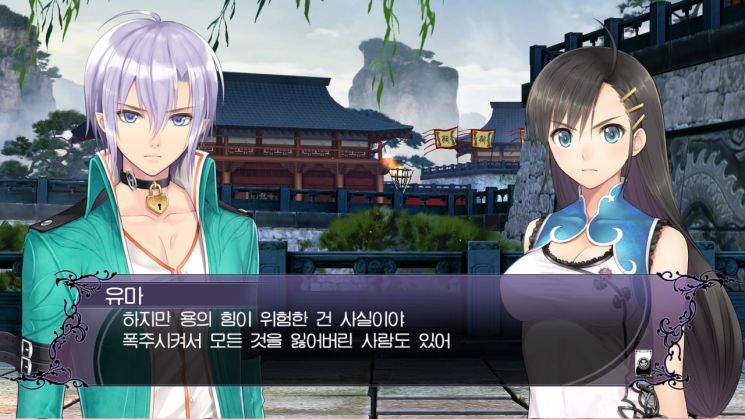 유마
하지만 용의 힘이 위험한 건 사실이야
폭주시켜서 모든 것을 잃어버린 사람도 있어